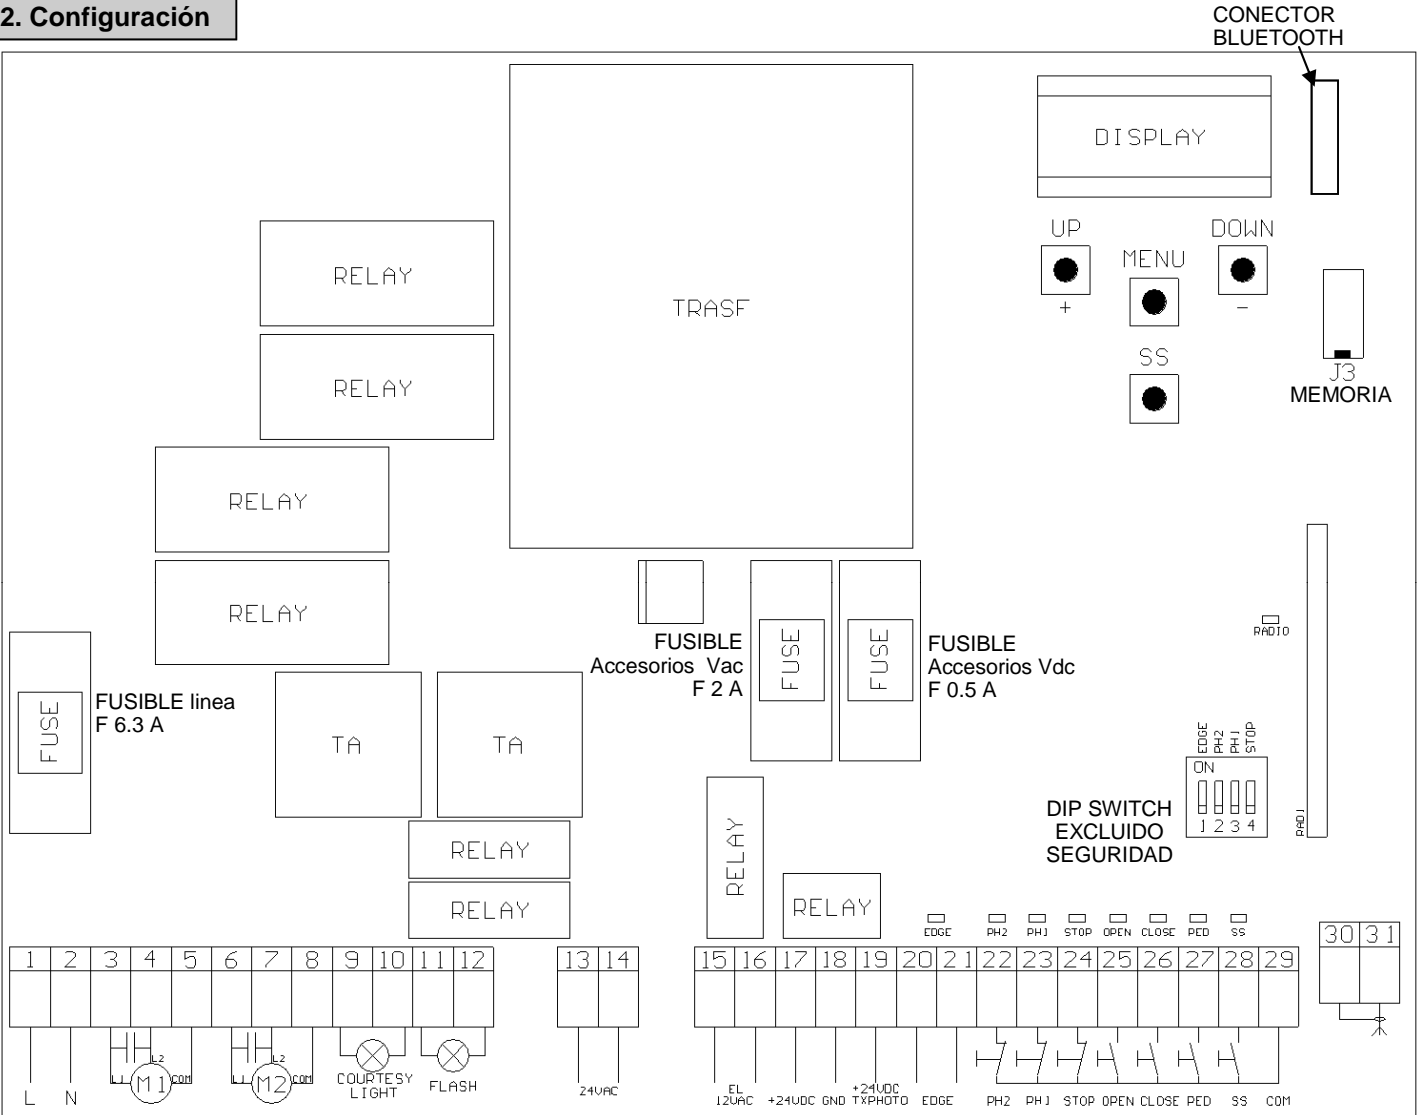 2. Configuración
CONECTOR
BLUETOOTH
DISPLAY
UP
DOWN
MENU
+
-
SS
J3
MEMORIA
TRASF
RELAY
RELAY
RELAY
RELAY
FUSE
FUSIBLE linea
F 6.3 A
TA
TA
RELAY
RELAY
FUSIBLE
Accesorios Vac
F 2 A
FUSE
FUSE
FUSIBLE
Accesorios Vdc
F 0.5 A
RADIO
EDGE
PH2
PH1
STOP
ON
1 2 3 4
DIP SWITCH
EXCLUIDO
SEGURIDAD
RAD1
RELAY
RELAY
EDGE PH2 PH1 STOP OPEN CLOSE PED SS
1 2 3 4 5 6 7 8 9 10 11 12
13 14
15 16 17 18 19 20 21 22 23 24 25 26 27 28 29
30 31
L N
L1 M1 L2 COM
L1 M2 L2 COM
COURTESY
LIGHT
FLASH
24VAC
EL
12VAC
+24VDC
GND
+24VDC
TXPHOTO
EDGE
PH2 PH1 STOP OPEN CLOSE PED SS COM